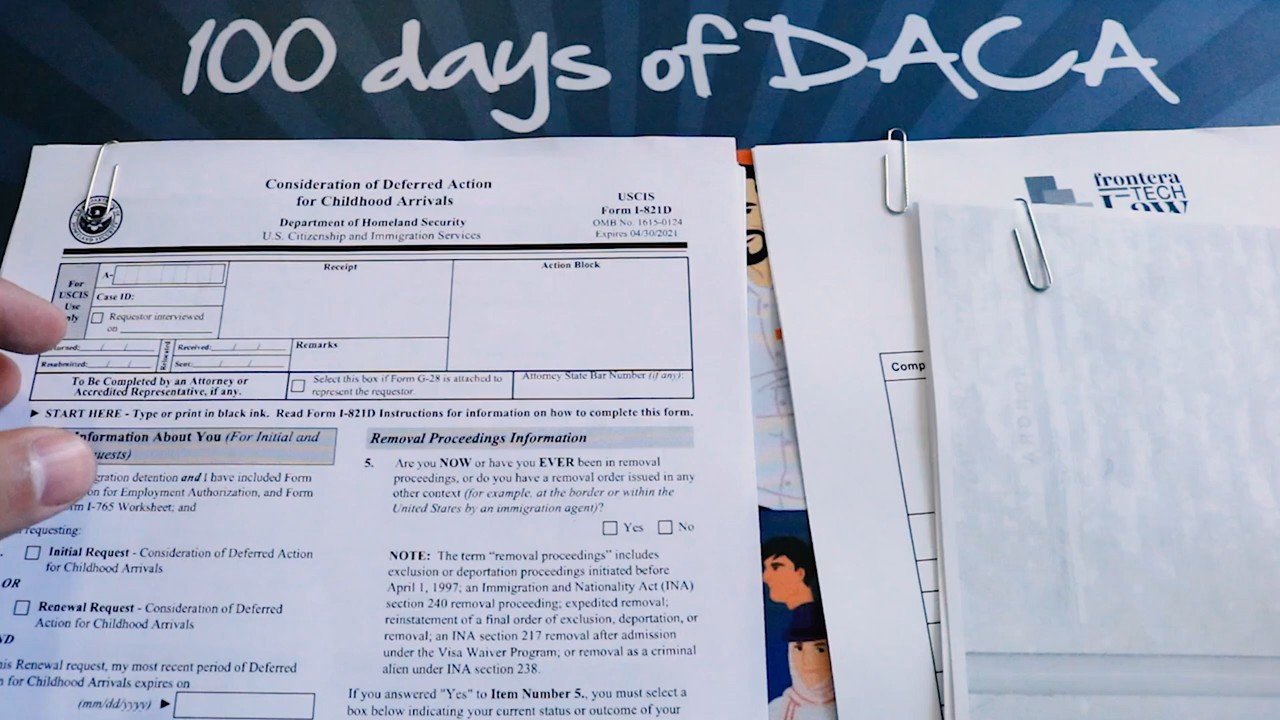 100 days of DACA
Consideration of Deferred Action
for Childhood Arrivals
Department of Homeland Security
U.S. Citizenship and Immigration Services
USCIS
Form I-821D
OMB No. 1615-0124
Expires 04/30/2021
For
USCIS
Use
nly
A-
Case ID:
Requestor interviewed
on
Receipt
Action Block
urned:
Resubmitted:
Relocated
Received:
Sent:
Remarks
To Be Completed by an Attorney or
Accredited Representative, if any.
Select this box if Form G-28 is attached to
represent the requestor.
Attorney State Bar Number (if any):
► START HERE - Type or print in black ink. Read Form I-821D Instructions for information on how to complete this form.
Information About You (For Initial and
uests)
gration detention and I have included Form
on for Employment Authorization, and Form
m I-765 Worksheet; and
requesting:
Initial Request - Consideration of Deferred Action
for Childhood Arrivals
OR
Renewal Request - Consideration of Deferred
Action for Childhood Arrivals
ND
is Renewal request, my most recent period of Deferred
for Childhood Arrivals expires on
(mm/dd/yyyy) ►
Removal Proceedings Information
5. Are you NOW or have you EVER been in removal
proceedings, or do you have a removal order issued in any
other context (for example, at the border or within the
United States by an immigration agent)?
Yes No
NOTE: The term "removal proceedings" includes
exclusion or deportation proceedings initiated before
April 1, 1997; an Immigration and Nationality Act (INA)
section 240 removal proceeding; expedited removal;
reinstatement of a final order of exclusion, deportation, or
removal; an INA section 217 removal after admission
under the Visa Waiver Program; or removal as a criminal
alien under INA section 238.
If you answered "Yes" to Item Number 5., you must select a
box below indicating your current status or outcome of your
frontera
TECH
LAW
Comp